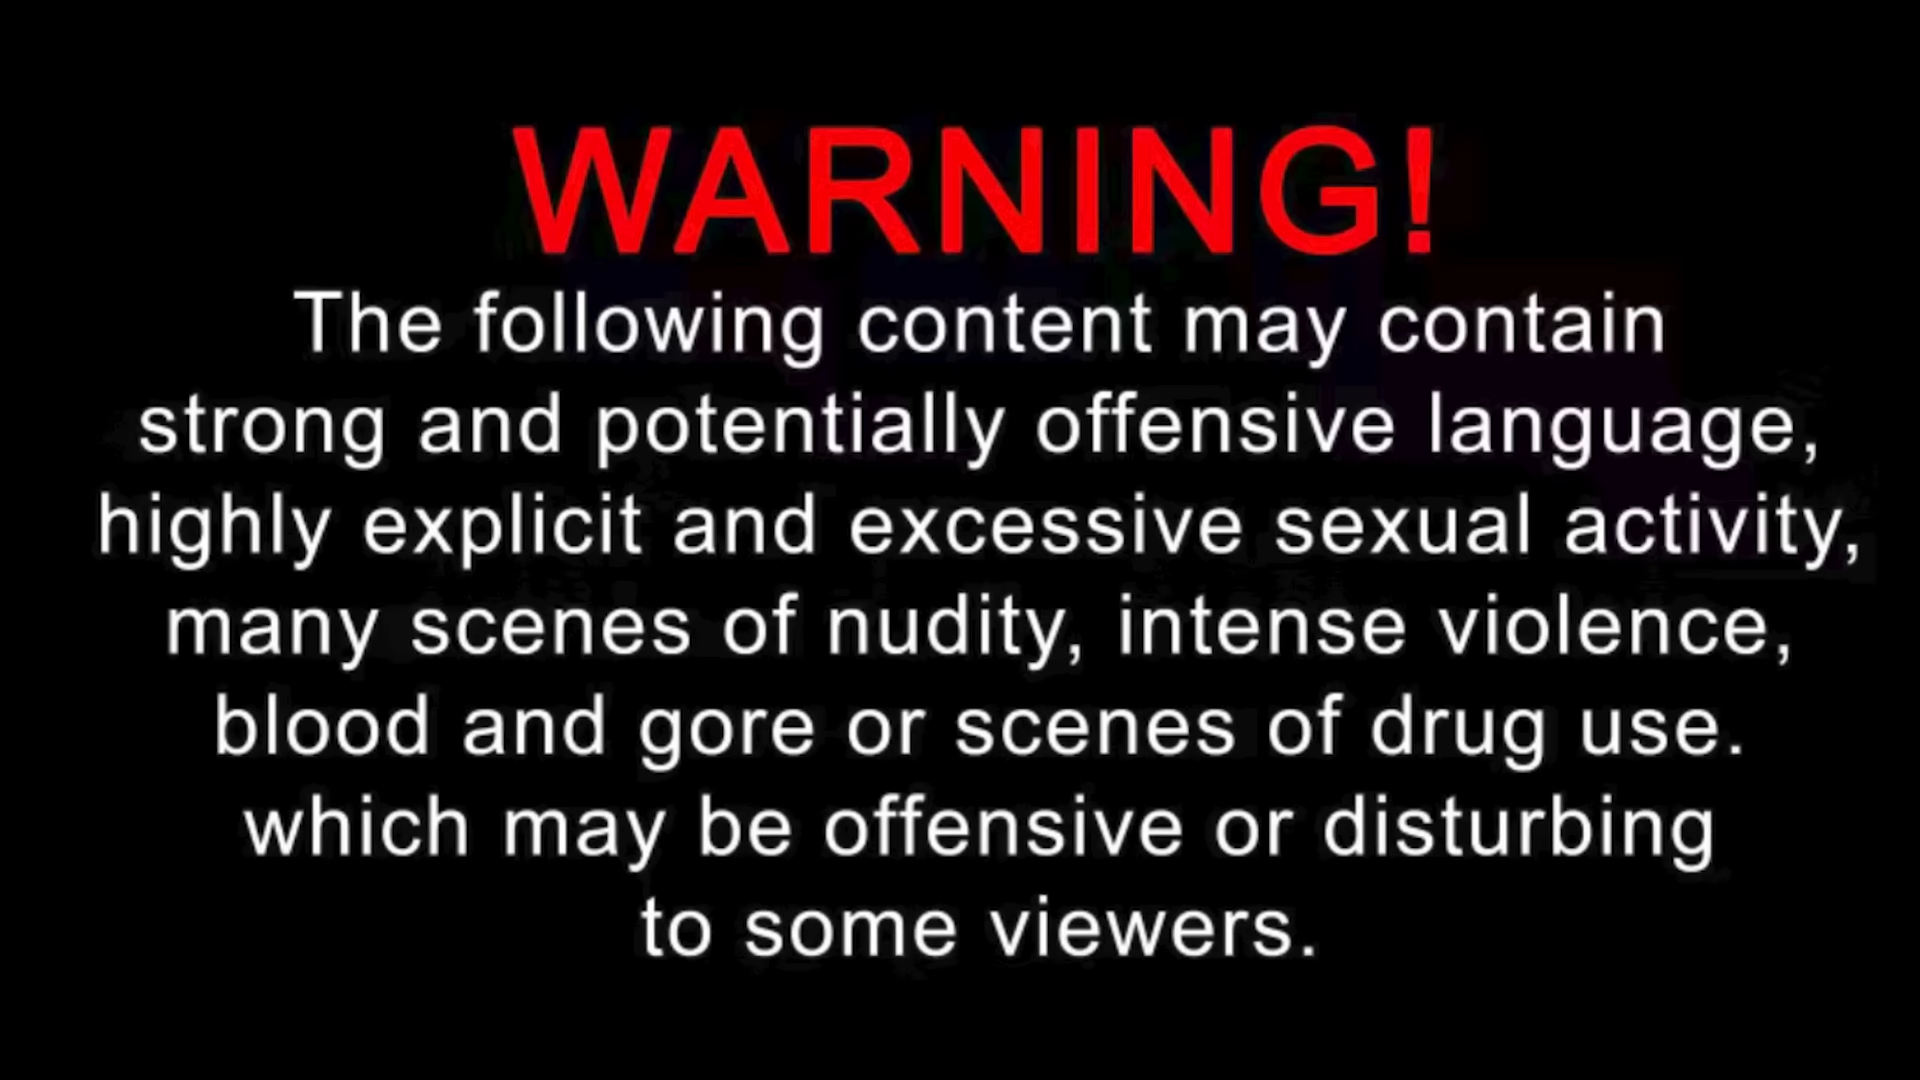 WARNING!
The following content may contain
strong and potentially offensive language,
highly explicit and excessive sexual activity,
many scenes of nudity, intense violence,
blood and gore or scenes of drug use.
which may be offensive or disturbing
to some viewers.